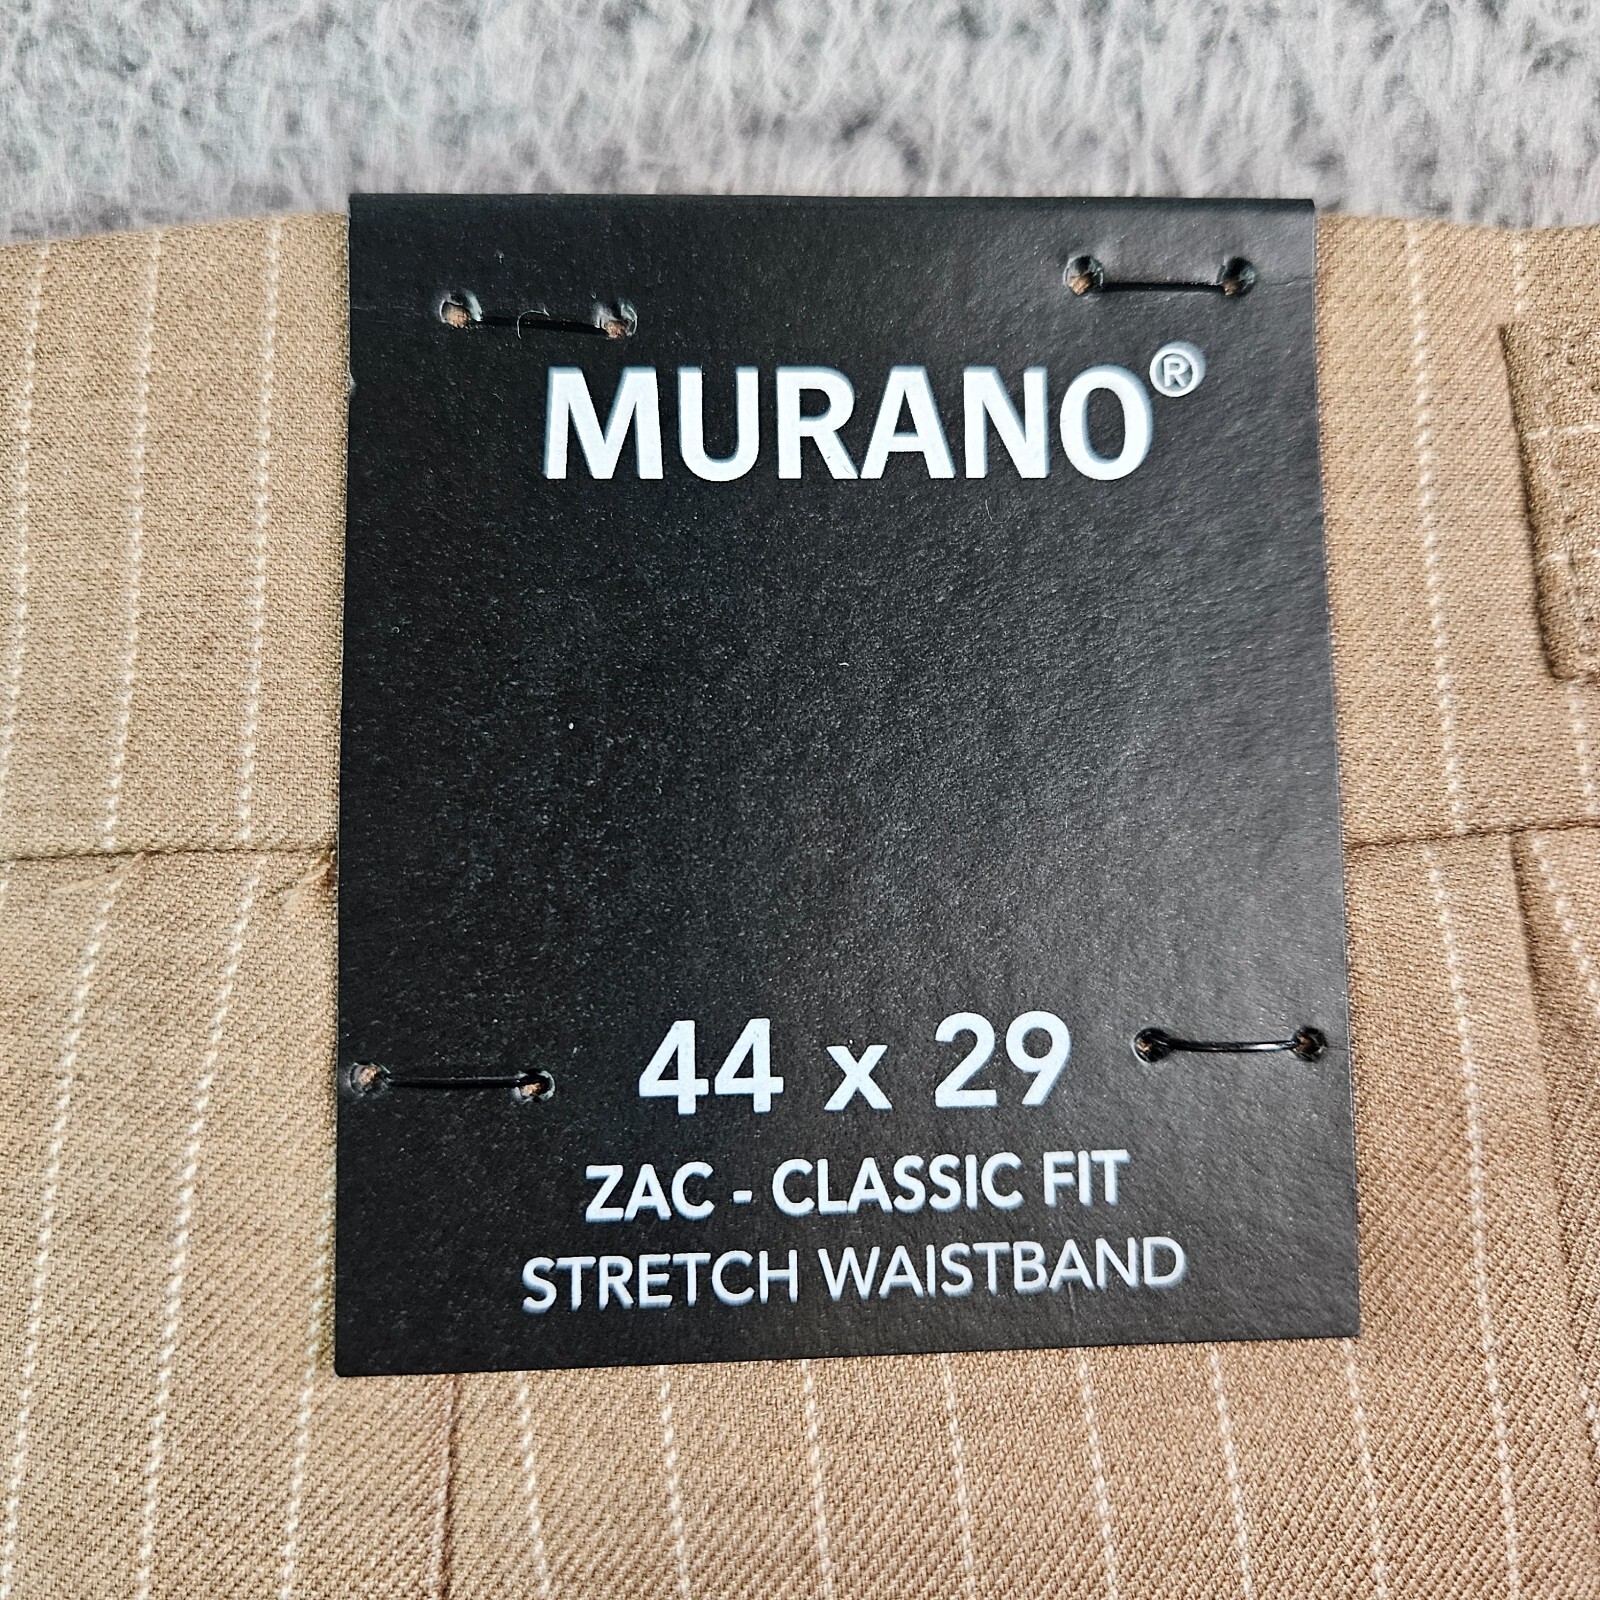 MURANO®
44 x 29
ZAC - CLASSIC FIT
STRETCH WAISTBAND